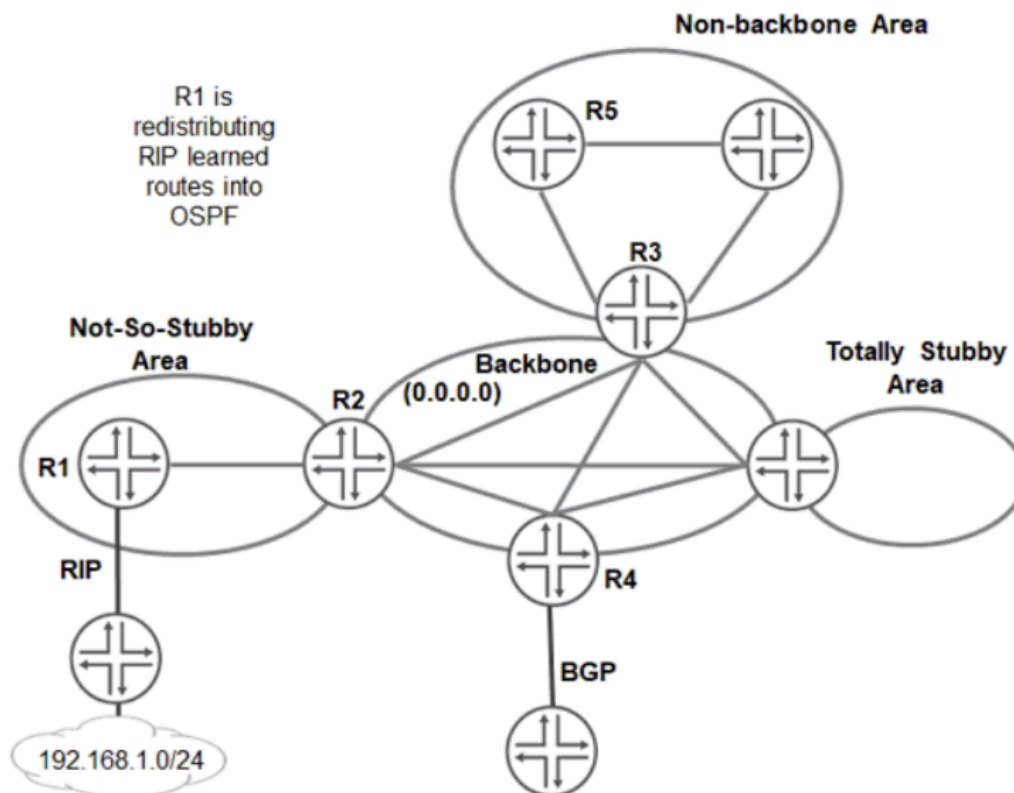 Non-backbone Area
R1 is
redistributing
RIP learned
routes into
OSPF
R5
R3
Not-So-Stubby
Area
Backbone
(0.0.0.0)
Totally Stubby
Area
R2
R1
R4
RIP
BGP
192.168.1.0/24